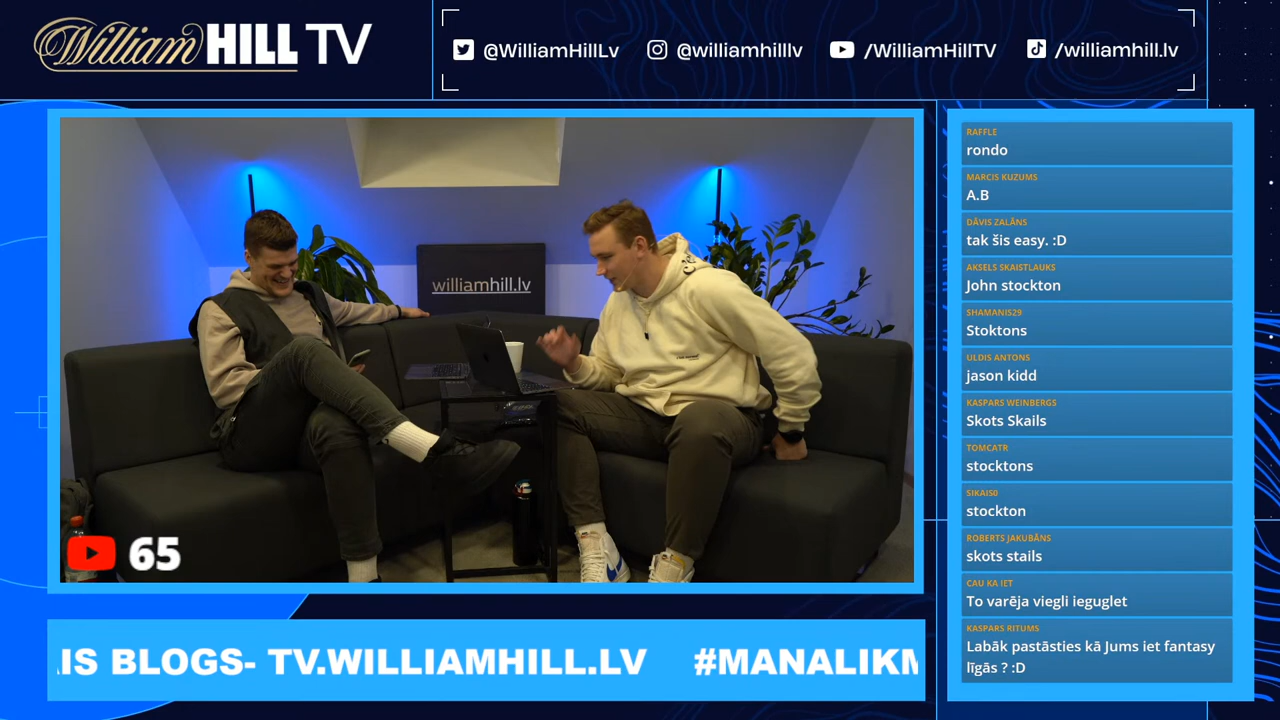 William HILL TV
@WilliamHillLv
@williamhilllv
/WilliamHillTV
/williamhill.lv
williamhill.lv
65
RAFFLE
rondo
MARCIS KUZUMS
A.B
DĀVIS ZALĀNS
tak šis easy. :D
AKSELS SKAISTLAUKS
John stockton
SHAMANIS29
Stoktons
ULDIS ANTONS
jason kidd
KASPARS WEINBERGS
Skots Skails
TOMCATR
stocktons
SIKAIS0
stockton
ROBERTS JAKUBĀNS
skots stails
CAU KA IET
To varēja viegli ieguglet
KASPARS RITUMS
Labāk pastāsties kā Jums iet fantasy
līgās ? :D
IS BLOGS- TV.WILLIAMHILL.LV #MANALIKM